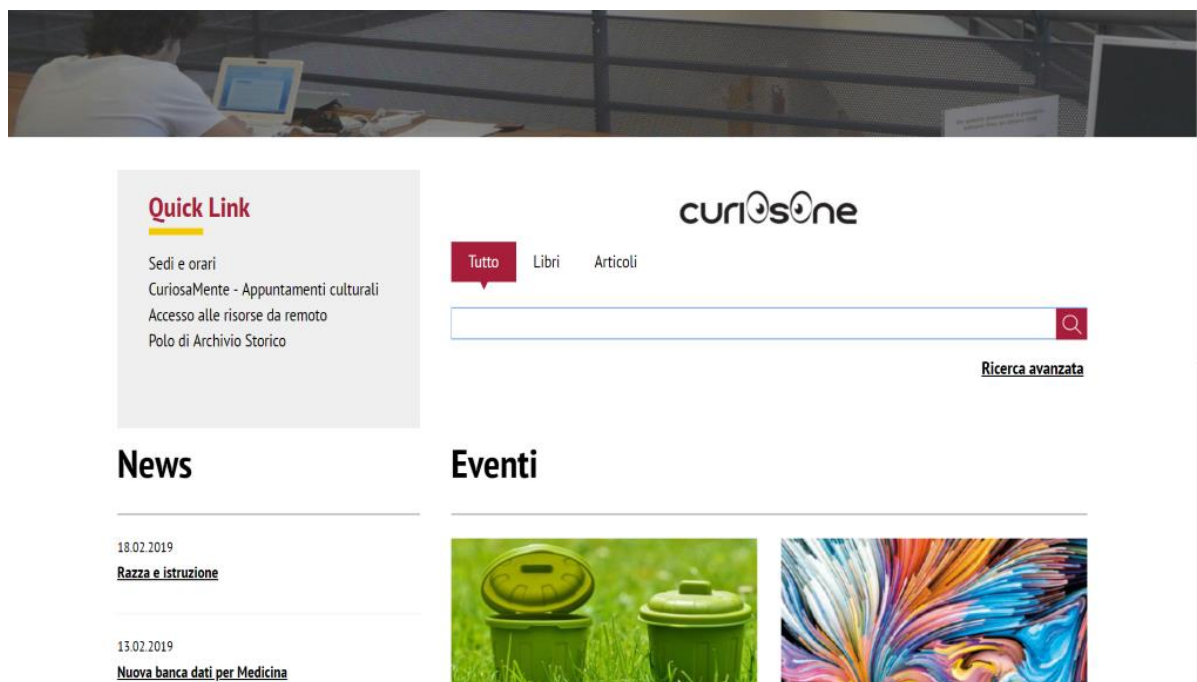 Quick Link
Sedi e orari
CuriosaMente - Appuntamenti culturali
Accesso alle risorse da remoto
Polo di Archivio Storico
curiosone
Tutto Libri Articoli
Ricerca avanzata
News
18.02.2019
Razza e istruzione
13.02.2019
Nuova banca dati per Medicina
Eventi